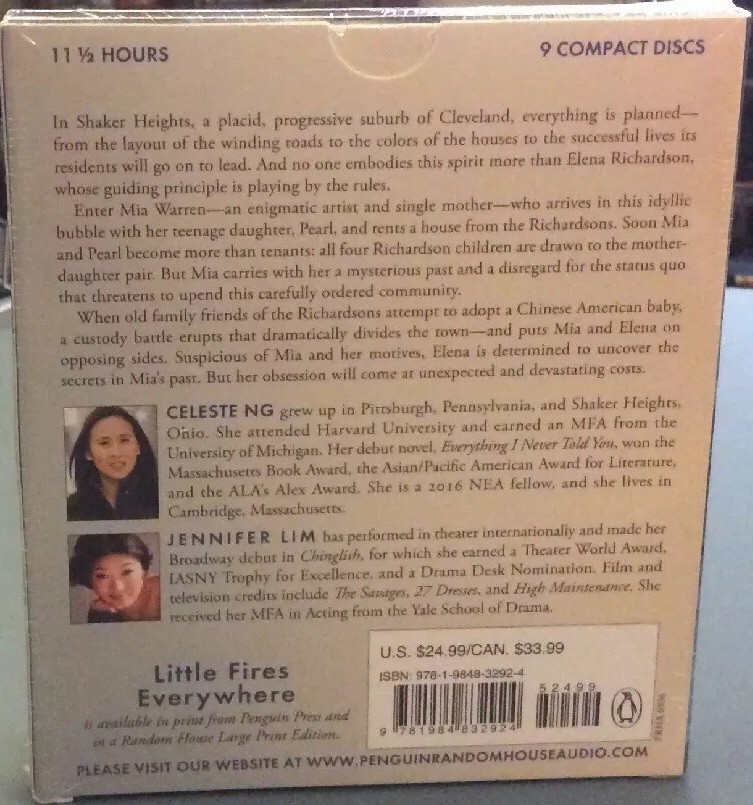 11 ½ HOURS
9 COMPACT DISCS
In Shaker Heights, a placid, progressive suburb of Cleveland, everything is planned—
from the layout of the winding roads to the colors of the houses to the successful lives its
residents will go on to lead. And no one embodies this spirit more than Elena Richardson,
whose guiding principle is playing by the rules.
Enter Mia Warren—an enigmatic artist and single mother—who arrives in this idyllic
bubble with her teenage daughter, Pearl, and rents a house from the Richardsons. Soon Mia
and Pearl become more than tenants: all four Richardson children are drawn to the mother-
daughter pair. But Mia carries with her a mysterious past and a disregard for the status quo
that threatens to upend this carefully ordered community.
When old family friends of the Richardsons attempt to adopt a Chinese American baby,
a custody battle erupts that dramatically divides the town—and puts Mia and Elena on
opposing sides. Suspicious of Mia and her motives, Elena is determined to uncover the
secrets in Mia's past. But her obsession will come at unexpected and devastating costs.
CELESTE NG grew up in Pittsburgh, Pennsylvania, and Shaker Heights,
Ohio. She attended Harvard University and earned an MFA from the
University of Michigan. Her debut novel, Everything I Never Told You, won the
Massachusetts Book Award, the Asian/Pacific American Award for Literature,
and the ALA's Alex Award. She is a 2016 NEA fellow, and she lives in
Cambridge, Massachusetts.
JENNIFER LIM has performed in theater internationally and made her
Broadway debut in Chinglish, for which she earned a Theater World Award,
IASNY Trophy for Excellence, and a Drama Desk Nomination. Film and
television credits include The Savages, 27 Dresses, and High Maintenance. She
received her MFA in Acting from the Yale School of Drama.
Little Fires
Everywhere
is available in print from Penguin Press and
in a Random House Large Print Edition.
U.S. $24.99/CAN. $33.99
ISBN: 978-1-9848-3292-4
52499
9 781984 832924
PLEASE VISIT OUR WEBSITE AT WWW.PENGUINRANDOMHOUSEAUDIO.COM